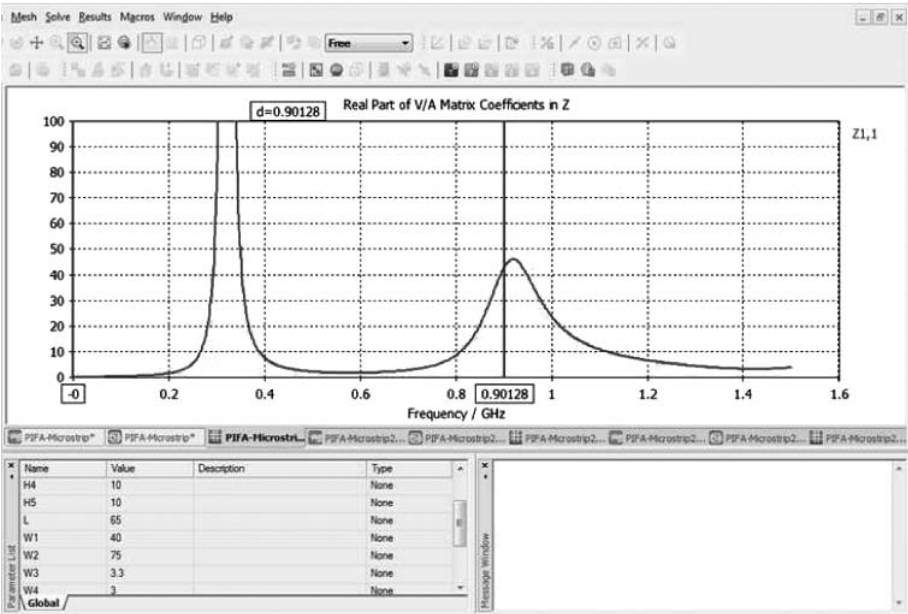 Mesh Solve Results Macros Window Help
Free
d=0.90128
Real Part of V/A Matrix Coefficients in Z
Z1,1
100
90
80
70
60
50
40
30
20
10
0
-0 0.2 0.4 0.6 0.8 0.90128 1 1.2 1.4 1.6
Frequency / GHz
PIFA-Microstrip* PIFA-Microstrip* PIFA-Microstri... PIFA-Microstrip2... PIFA-Microstrip2... PIFA-Microstrip2... PIFA-Microstrip2... PIFA-Microstrip2... PIFA-Microstrip2...
Name Value Description Type
H4 10 None
H5 10 None
L 65 None
W1 40 None
W2 75 None
W3 3.3 None
W4 3 None
Global
Parameter List
Message Window